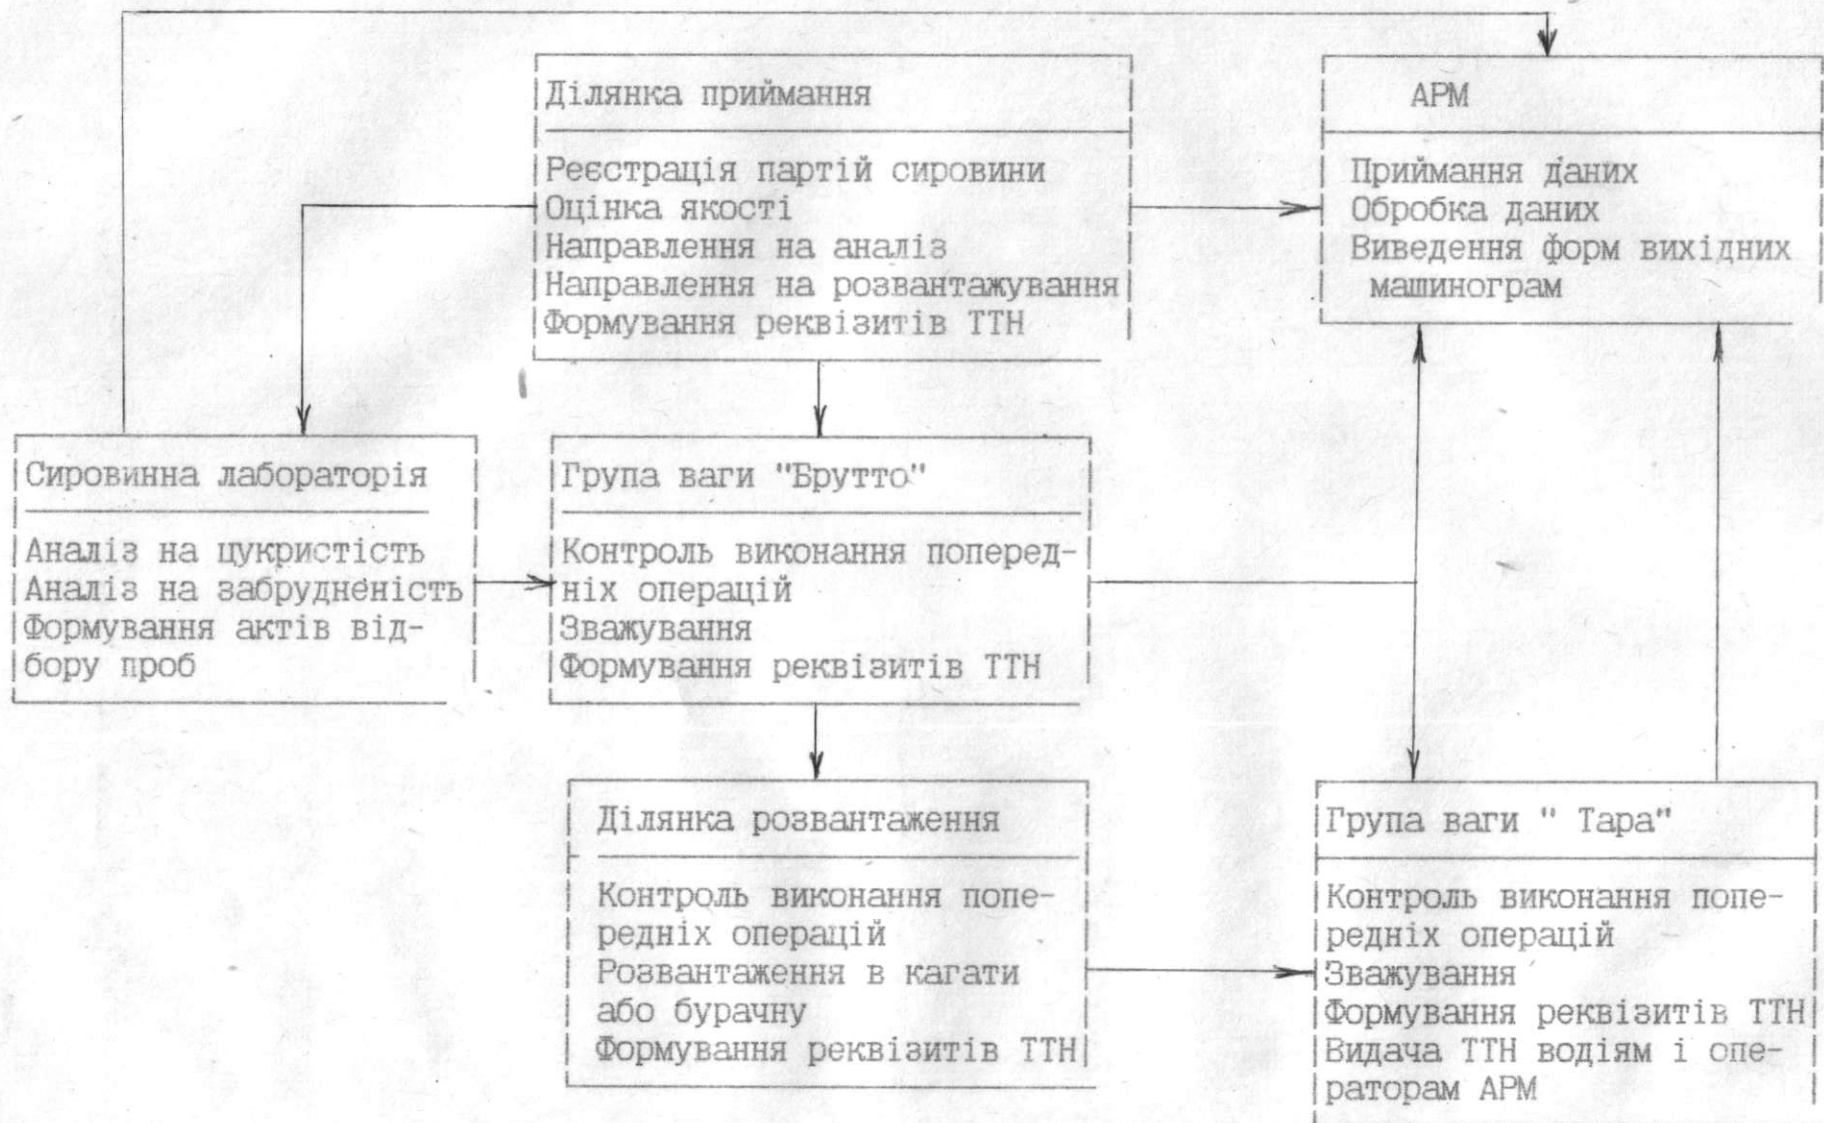 Ділянка приймання
Реєстрація партій сировини
Оцінка якості
Направлення на аналіз
Направлення на розвантажування
Формування реквізитів ТТН
АРМ
Приймання даних
Обробка даних
Виведення форм вихідних
машинограм
Сировинна лабораторія
Аналіз на цукристість
Аналіз на забрудненість
Формування актів від-
бору проб
Група ваги "Брутто"
Контроль виконання поперед-
ніх операцій
Зважування
Формування реквізитів ТТН
Ділянка розвантаження
Контроль виконання попе-
редніх операцій
Розвантаження в кагати
або бурачну
Формування реквізитів ТТН
Група ваги " Тара"
Контроль виконання попе-
редніх операцій
Зважування
Формування реквізитів ТТН
Видача ТТН водіям і опе-
раторам АРМ